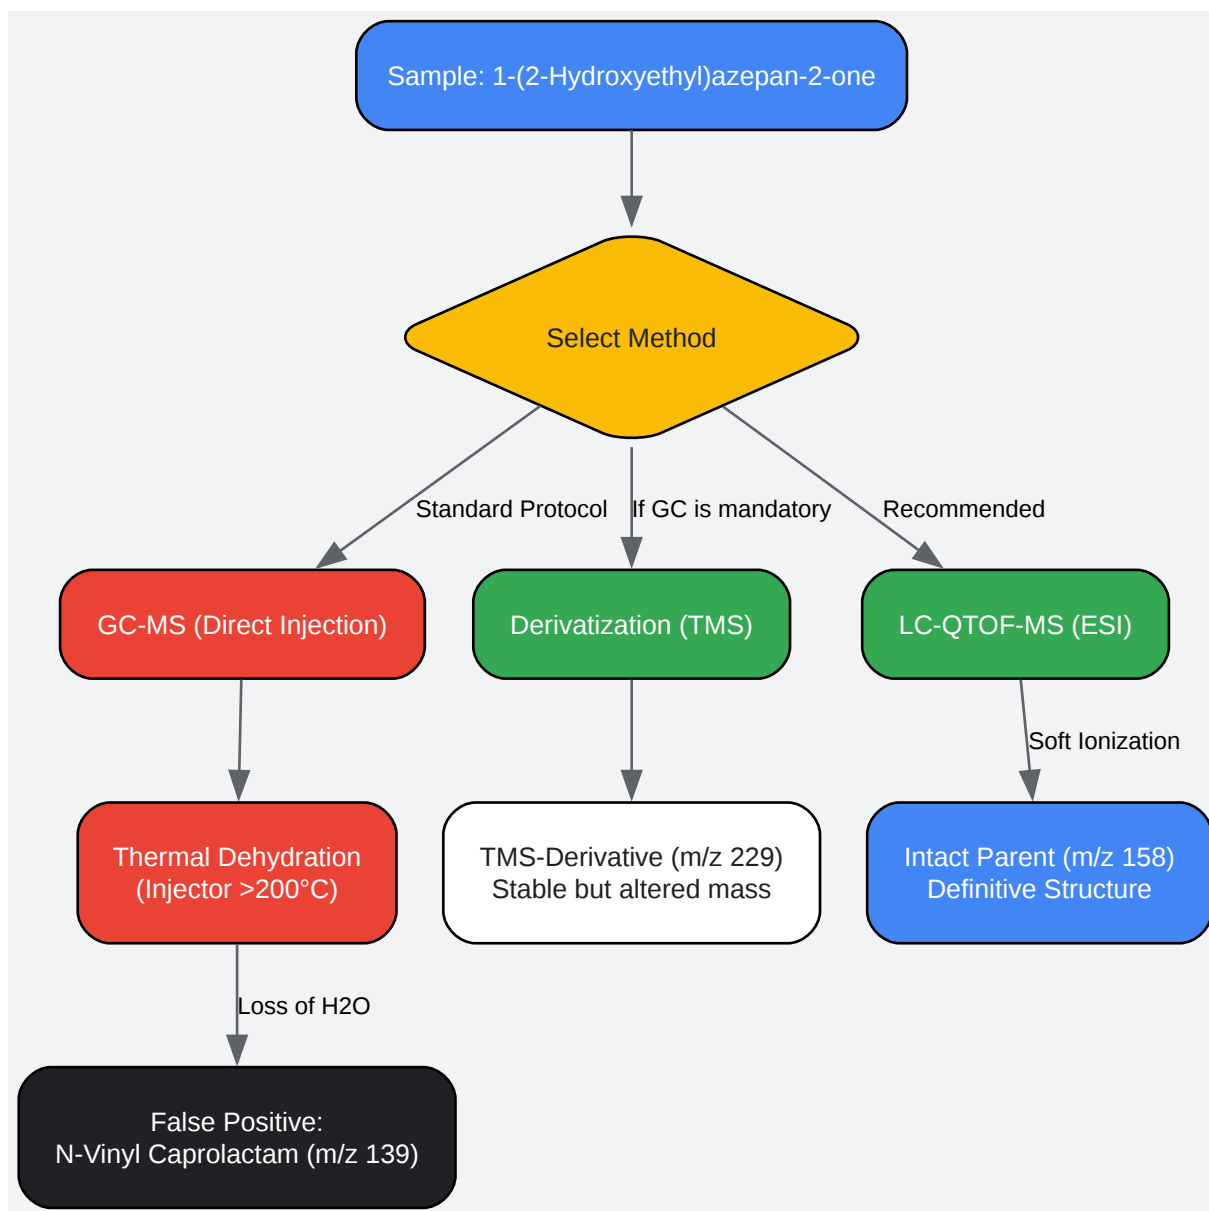 Sample: 1-(2-Hydroxyethyl)azepan-2-one
Select Method
Standard Protocol
If GC is mandatory
Recommended
GC-MS (Direct Injection)
Derivatization (TMS)
LC-QTOF-MS (ESI)
Soft Ionization
Thermal Dehydration
(Injector >200°C)
TMS-Derivative (m/z 229)
Stable but altered mass
Intact Parent (m/z 158)
Definitive Structure
Loss of H2O
False Positive:
N-Vinyl Caprolactam (m/z 139)